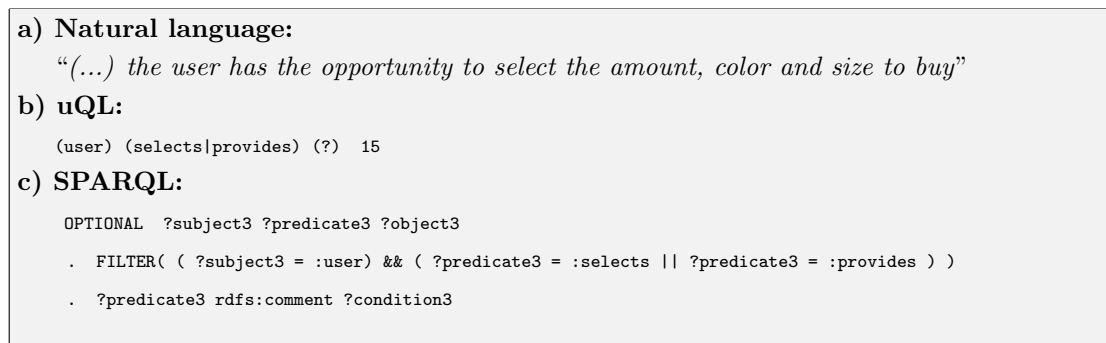 a) Natural language:
“(...) the user has the opportunity to select the amount, color and size to buy”
b) uQL:
(user) (selects|provides) (?) 15
c) SPARQL:
OPTIONAL ?subject3 ?predicate3 ?object3
. FILTER( ( ?subject3 = :user) && ( ?predicate3 = :selects || ?predicate3 = :provides ) )
. ?predicate3 rdfs:comment ?condition3